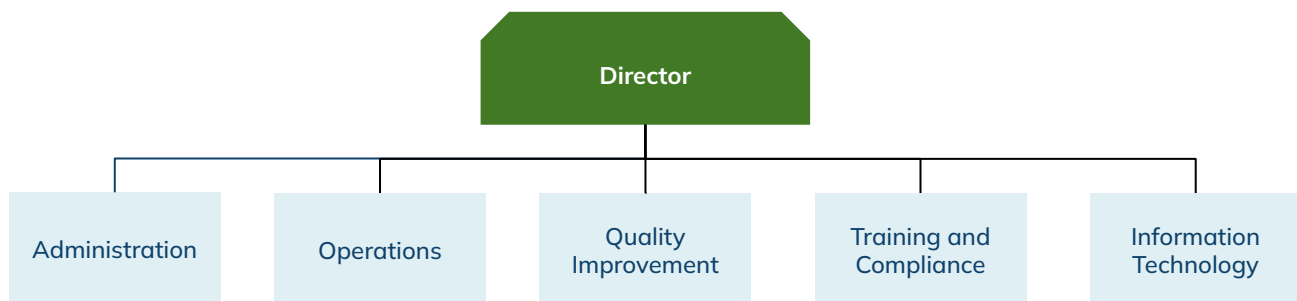 Director
Administration
Operations
Quality
Improvement
Training and
Compliance
Information
Technology